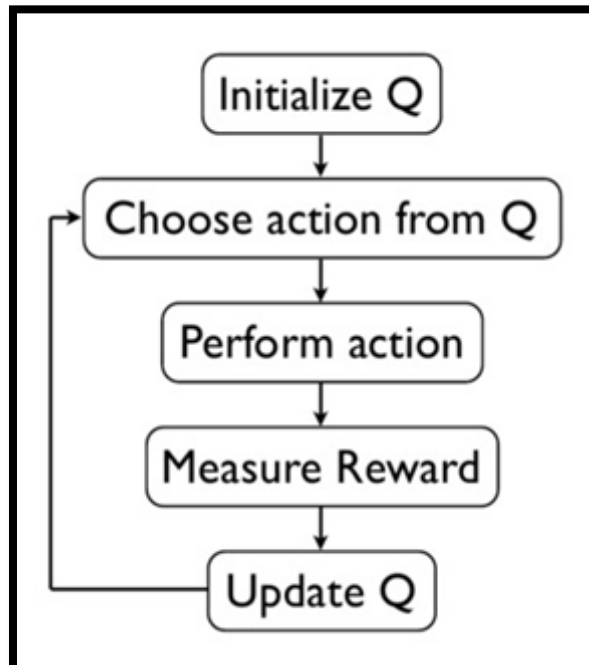 Initialize Q
Choose action from Q
Perform action
Measure Reward
Update Q